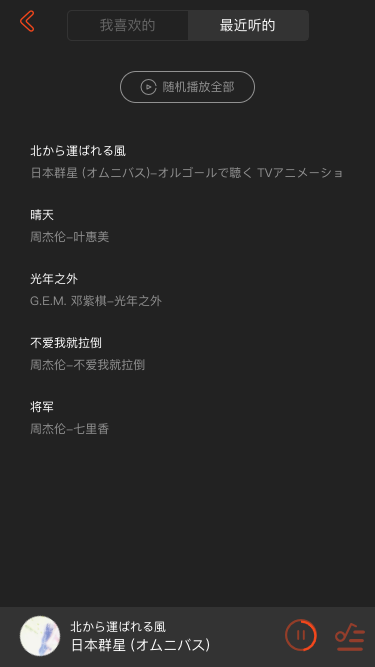 我喜欢的
最近听的
随机播放全部
北から運ばれる風
日本群星 (オムニバス)-オルゴールで聴く TVアニメーショ
晴天
周杰伦-叶惠美
光年之外
G.E.M. 邓紫棋-光年之外
不爱我就拉倒
周杰伦-不爱我就拉倒
将军
周杰伦-七里香
北から運ばれる風
日本群星 (オムニバス)